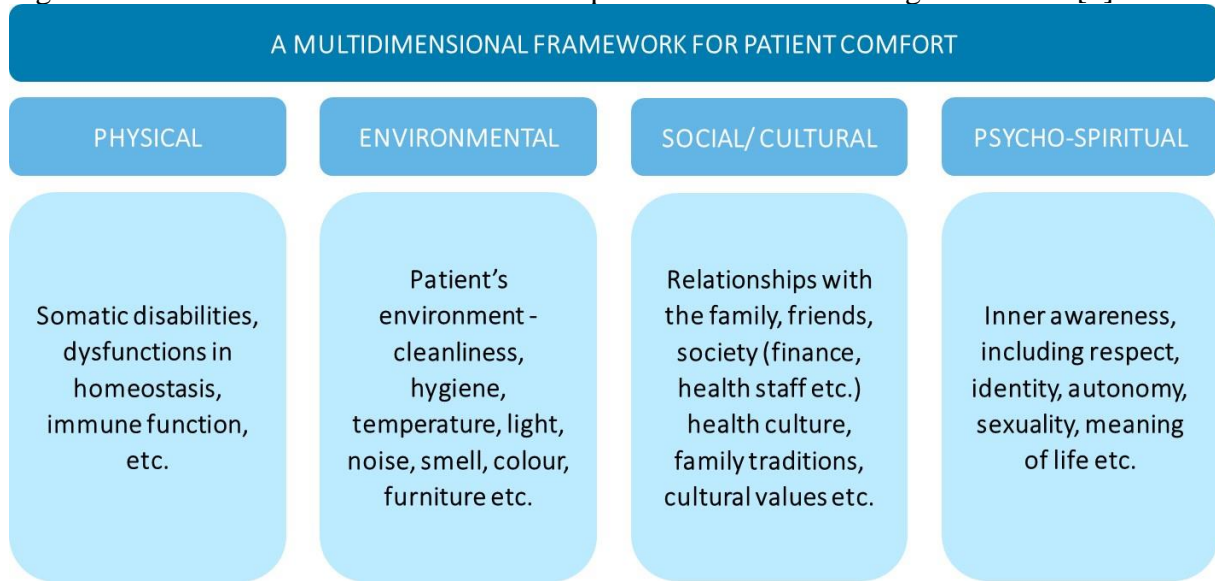 A MULTIDIMENSIONAL FRAMEWORK FOR PATIENT COMFORT
PHYSICAL
Somatic disabilities,
dysfunctions in
homeostasis,
immune function,
etc.
ENVIRONMENTAL
Patient’s
environment -
cleanliness,
hygiene,
temperature, light,
noise, smell, colour,
furniture etc.
SOCIAL/ CULTURAL
Relationships with
the family, friends,
society (finance,
health staff etc.)
health culture,
family traditions,
cultural values etc.
PSYCHO-SPIRITUAL
Inner awareness,
including respect,
identity, autonomy,
sexuality, meaning
of life etc.